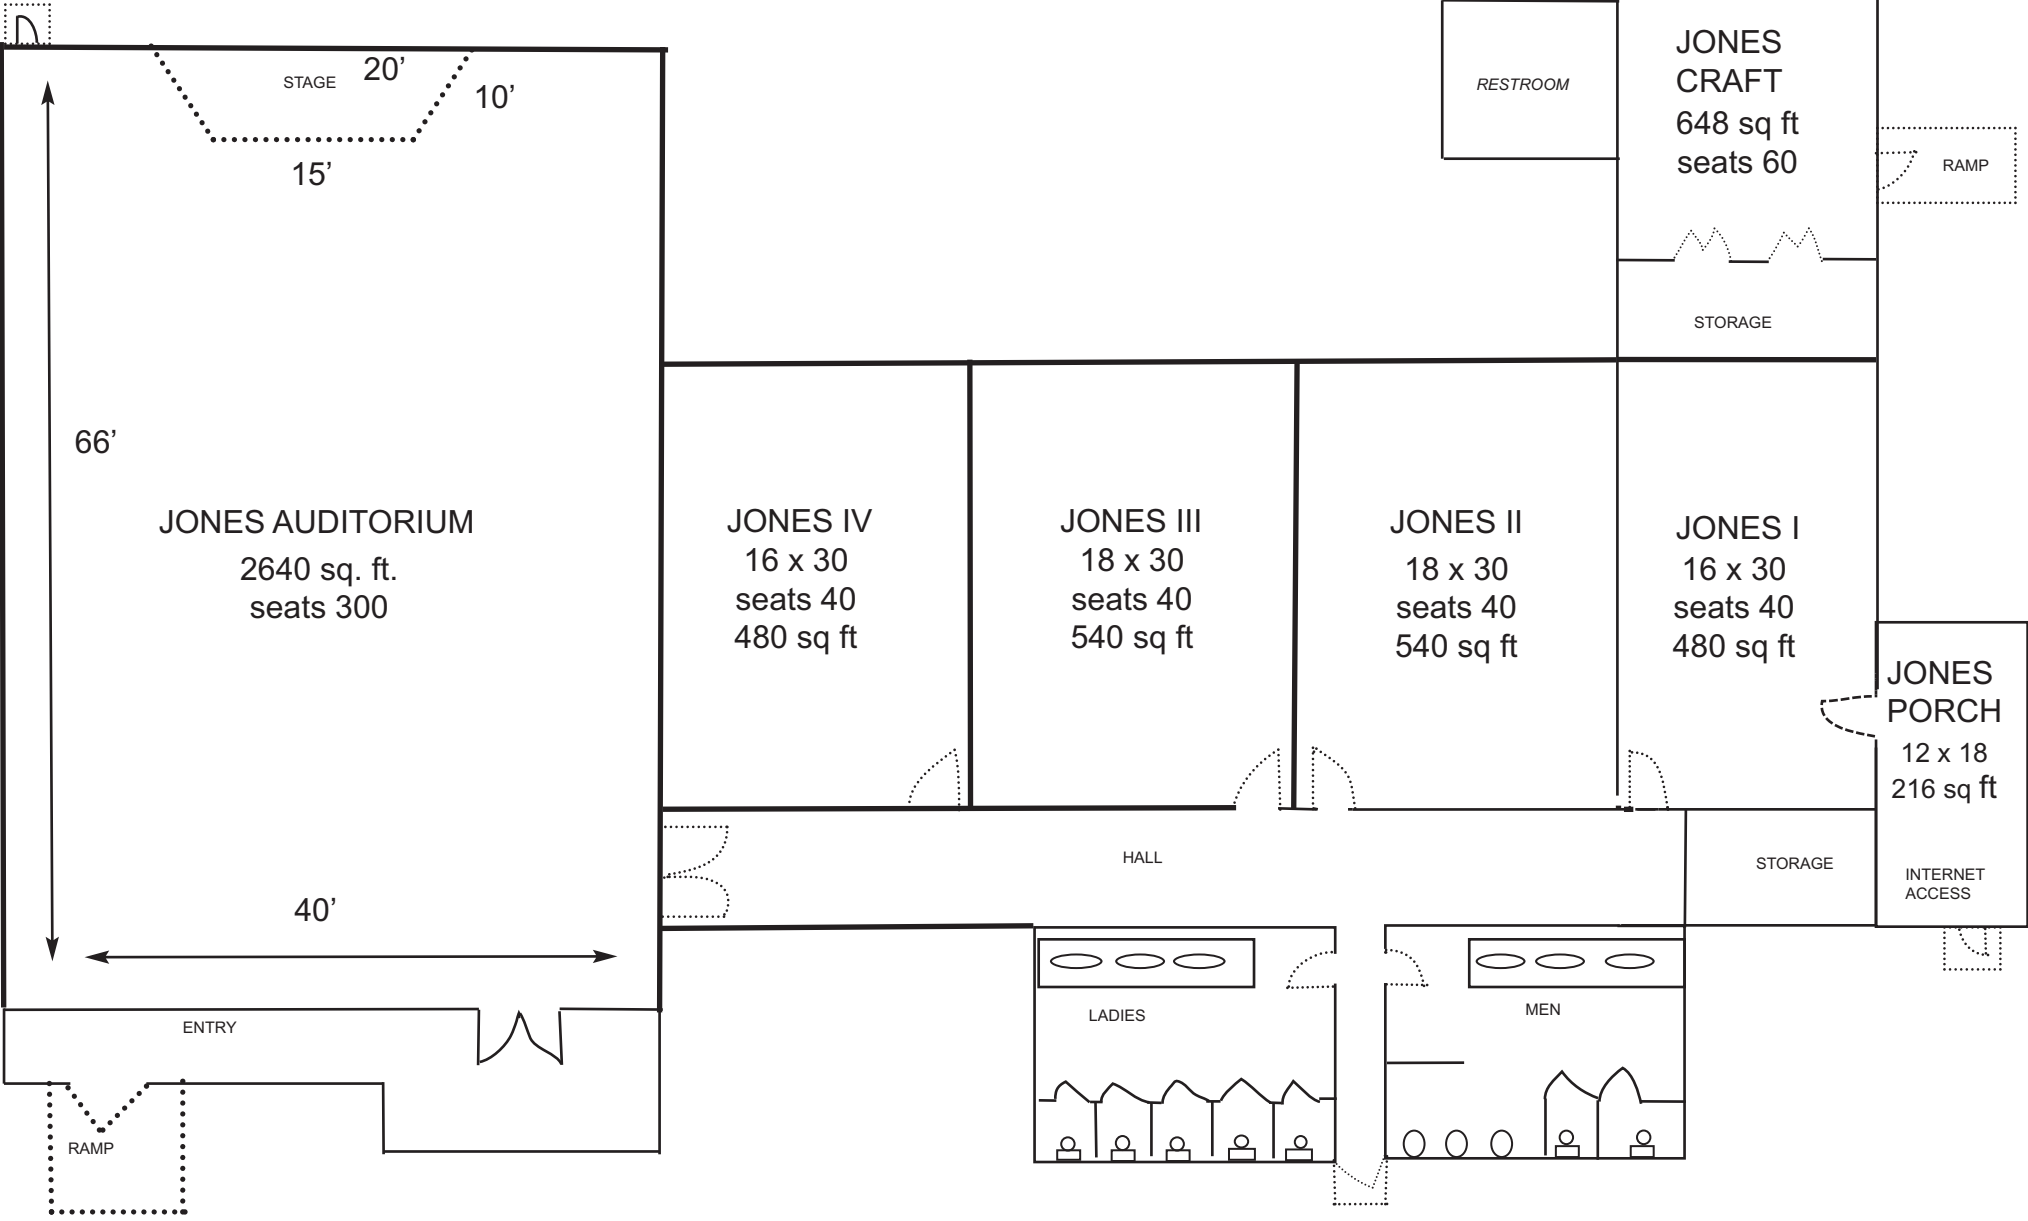 STAGE
20’
10’
15’
66’
JONES AUDITORIUM
2640 sq. ft.
seats 300
40’
ENTRY
RAMP
JONES IV
16 x 30
seats 40
480 sq ft
JONES III
18 x 30
seats 40
540 sq ft
JONES II
18 x 30
seats 40
540 sq ft
JONES I
16 x 30
seats 40
480 sq ft
RESTROOM
JONES
CRAFT
648 sq ft
seats 60
RAMP
STORAGE
JONES
PORCH
12 x 18
216 sq ft
INTERNET
ACCESS
HALL
STORAGE
LADIES
MEN